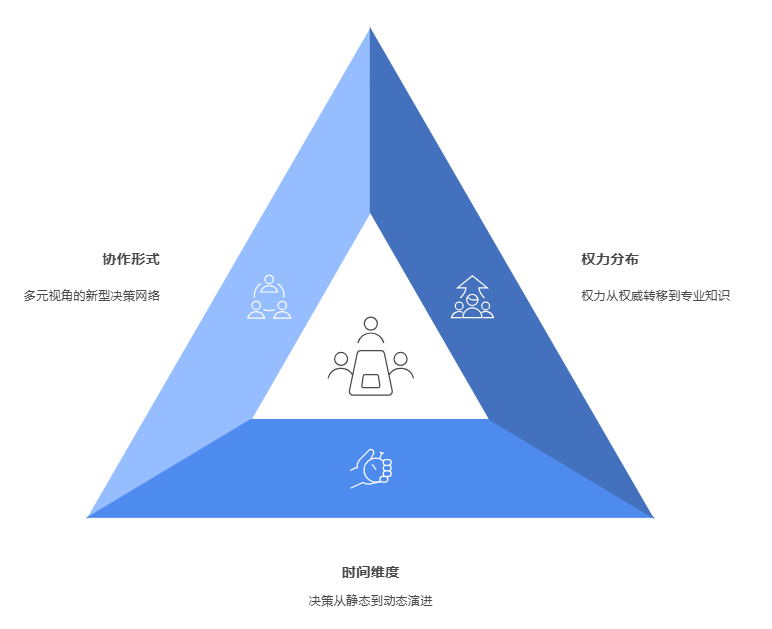 协作形式
多元视角的新型决策网络
权力分布
权力从权威转移到专业知识
时间维度
决策从静态到动态演进